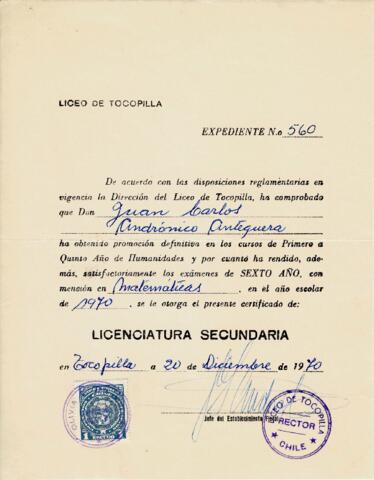 LICEO DE TOCOPILLA
EXPEDIENTE N.o 560
De acuerdo con las disposiciones reglamentarias en
vigencia la Dirección del Liceo de Tocopilla, ha comprobado
que Don Juan Carlos
Andrónico Antequera
ha obtenido promoción definitiva en los cursos de Primero a
Quinto Año de Humanidades y por cuanto ha rendido, ade-
más, satisfactoriamente los exámenes de SEXTO AÑO, con
mención en Matemáticas, en el año escolar
de 1970, se le otorga el presente certificado de:
LICENCIATURA SECUNDARIA
en Tocopilla a 20 de Diciembre de 1970
Jefe del Establecimiento
LICEO DE TOCOPILLA
RECTOR
CHILE